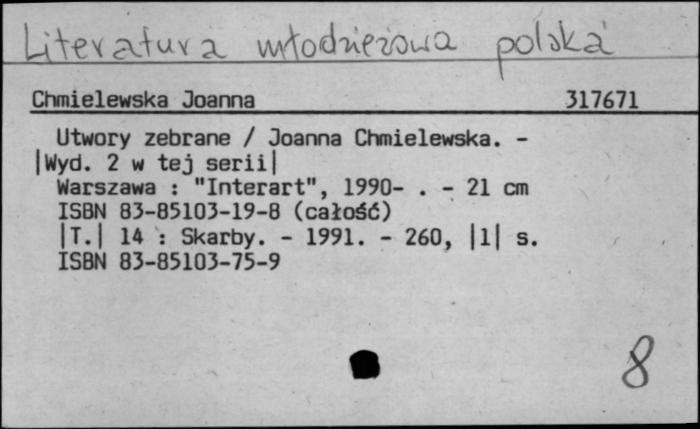 Literatura młodzieżowa polska
Chmielewska Joanna 317671
Utwory zebrane / Joanna Chmielewska. -
|Wyd. 2 w tej serii|
Warszawa : "Interart", 1990- . - 21 cm
ISBN 83-85103-19-8 (całość)
|T.| 14 : Skarby. - 1991. - 260, |1| s.
ISBN 83-85103-75-9
8